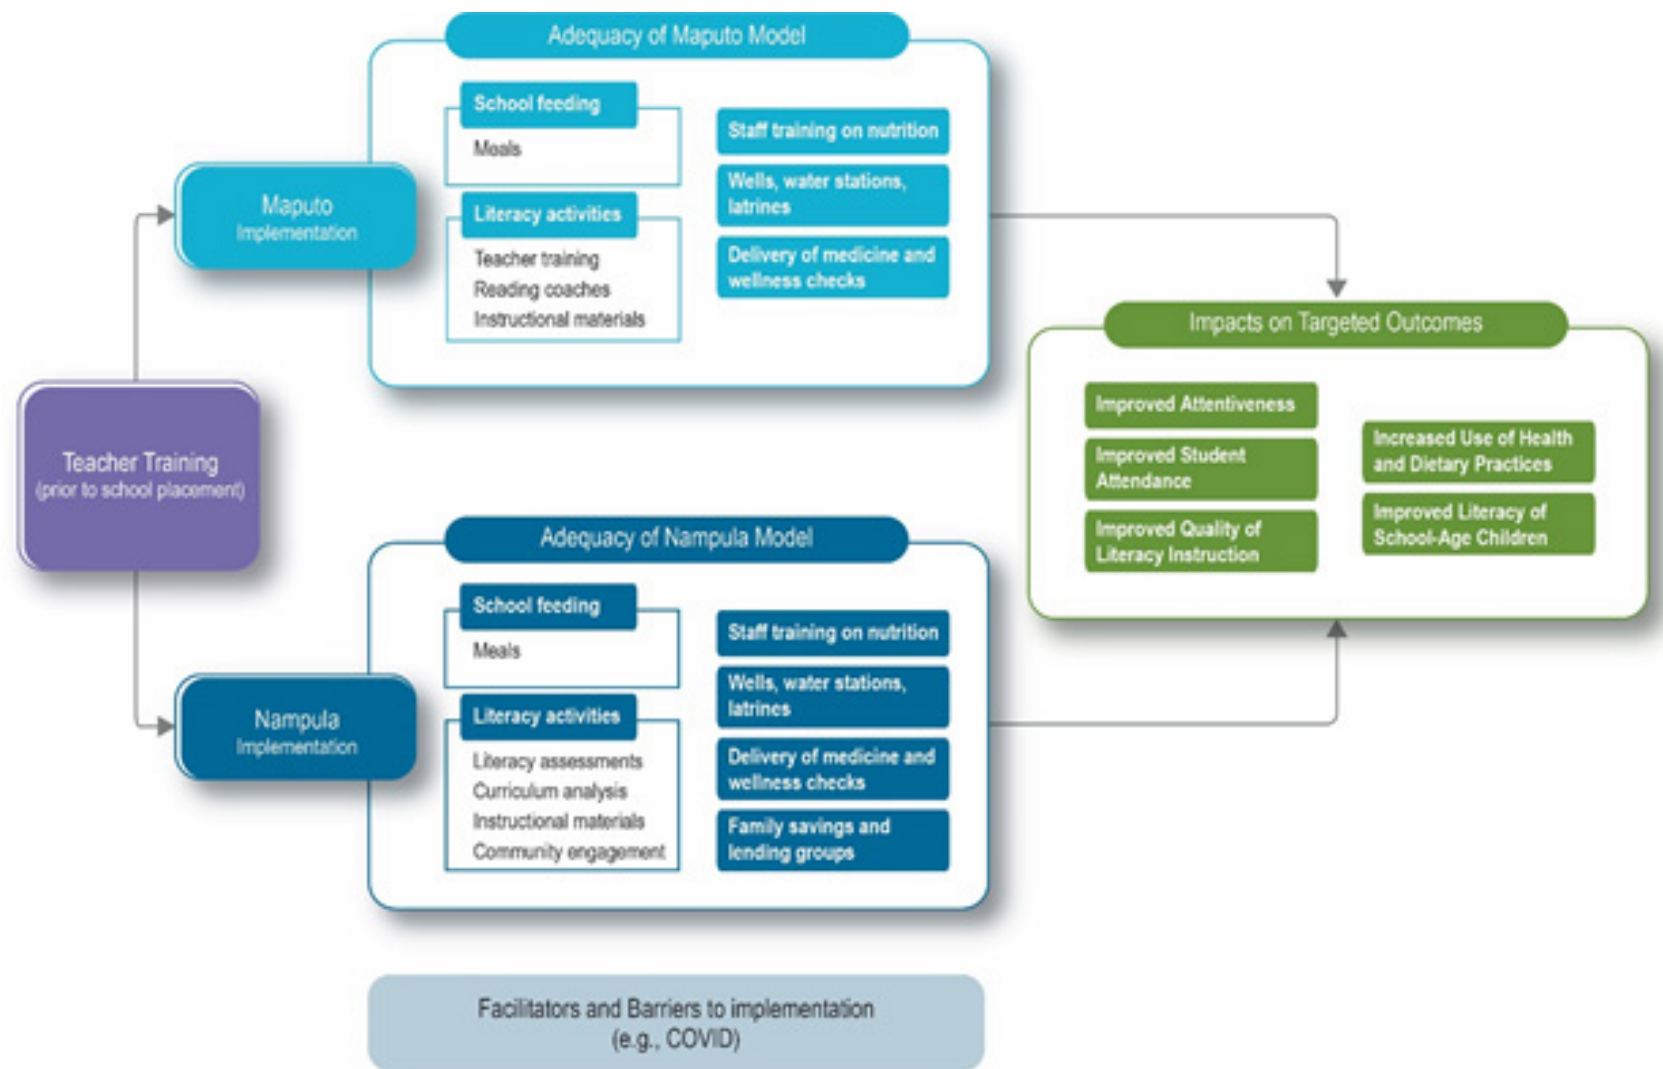 Adequacy of Maputo Model
School feeding
Meals
Literacy activities
Teacher training
Reading coaches
Instructional materials
Staff training on nutrition
Wells, water stations,
latrines
Delivery of medicine and
wellness checks
Maputo
Implementation
Teacher Training
(prior to school placement)
Nampula
Implementation
Adequacy of Nampula Model
School feeding
Meals
Literacy activities
Literacy assessments
Curriculum analysis
Instructional materials
Community engagement
Staff training on nutrition
Wells, water stations,
latrines
Delivery of medicine and
wellness checks
Family savings and
lending groups
Impacts on Targeted Outcomes
Improved Attentiveness
Improved Student
Attendance
Improved Quality of
Literacy Instruction
Increased Use of Health
and Dietary Practices
Improved Literacy of
School-Age Children
Facilitators and Barriers to implementation
(e.g., COVID)